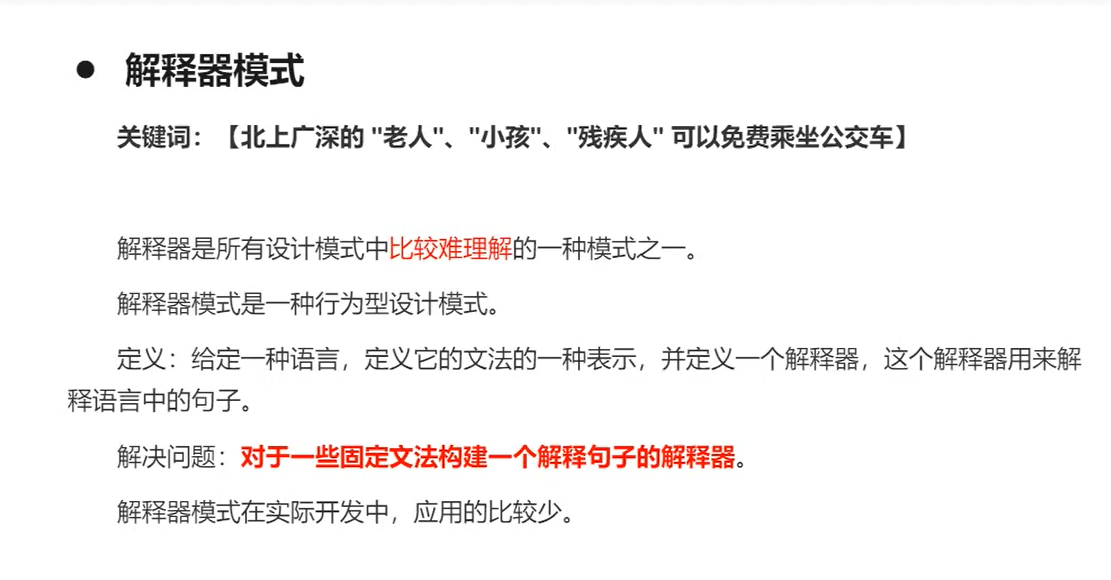 ● 解释器模式
关键词：【北上广深的 "老人"、"小孩"、"残疾人" 可以免费乘坐公交车】
解释器是所有设计模式中比较难理解的一种模式之一。
解释器模式是一种行为型设计模式。
定义：给定一种语言，定义它的文法的一种表示，并定义一个解释器，这个解释器用来解
释语言中的句子。
解决问题：对于一些固定文法构建一个解释句子的解释器。
解释器模式在实际开发中，应用的比较少。